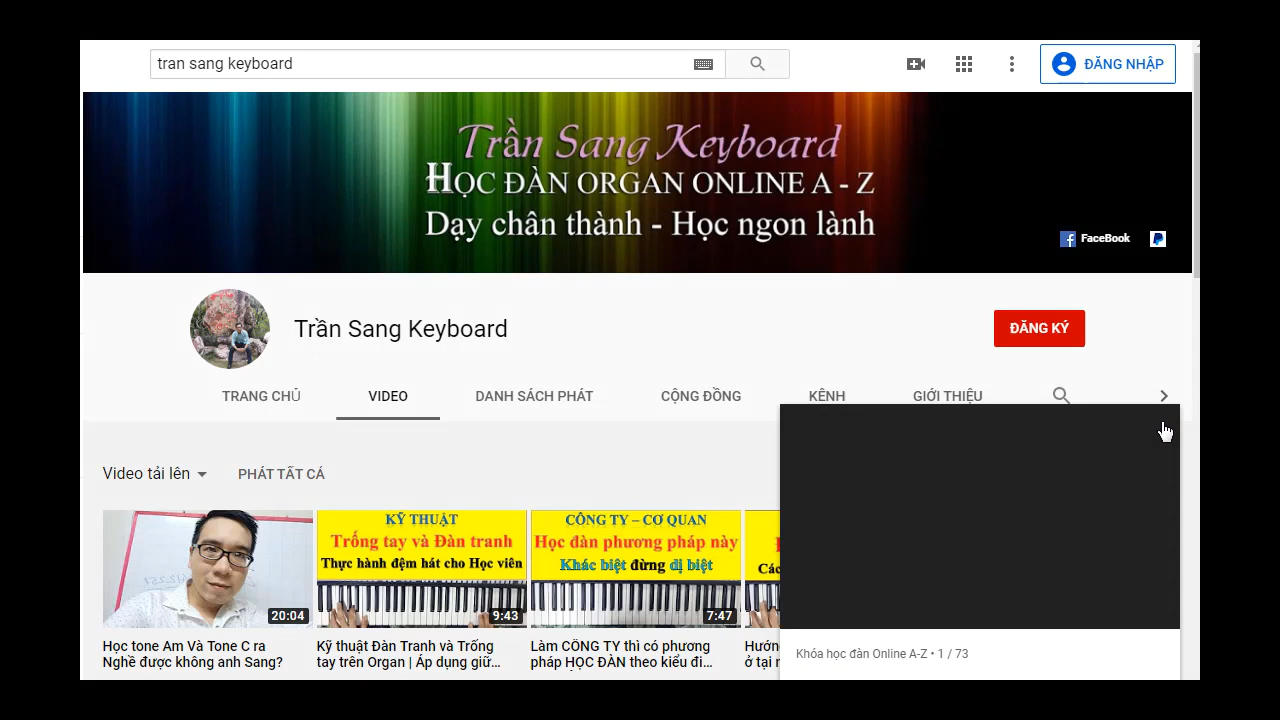 tran sang keyboard
ĐĂNG NHẬP
Trần Sang Keyboard
HỌC ĐÀN ORGAN ONLINE A - Z
Dạy chân thành - Học ngon lành
FaceBook
Trần Sang Keyboard
ĐĂNG KÝ
TRANG CHỦ VIDEO DANH SÁCH PHÁT CỘNG ĐỒNG KÊNH GIỚI THIỆU
Video tải lên PHÁT TẤT CẢ
20:04
Học tone Am Và Tone C ra
Nghề được không anh Sang?
KỸ THUẬT
Trống tay và Đàn tranh
Thực hành đệm hát cho Học viên
9:43
Kỹ thuật Đàn Tranh và Trống
tay trên Organ | Áp dụng giữ...
CÔNG TY – CƠ QUAN
Học đàn phương pháp này
Khác biệt đừng dị biệt
7:47
Làm CÔNG TY thì có phương
pháp HỌC ĐÀN theo kiểu đi...
Các
Hướn
ở tại n
Khóa học đàn Online A-Z • 1 / 73